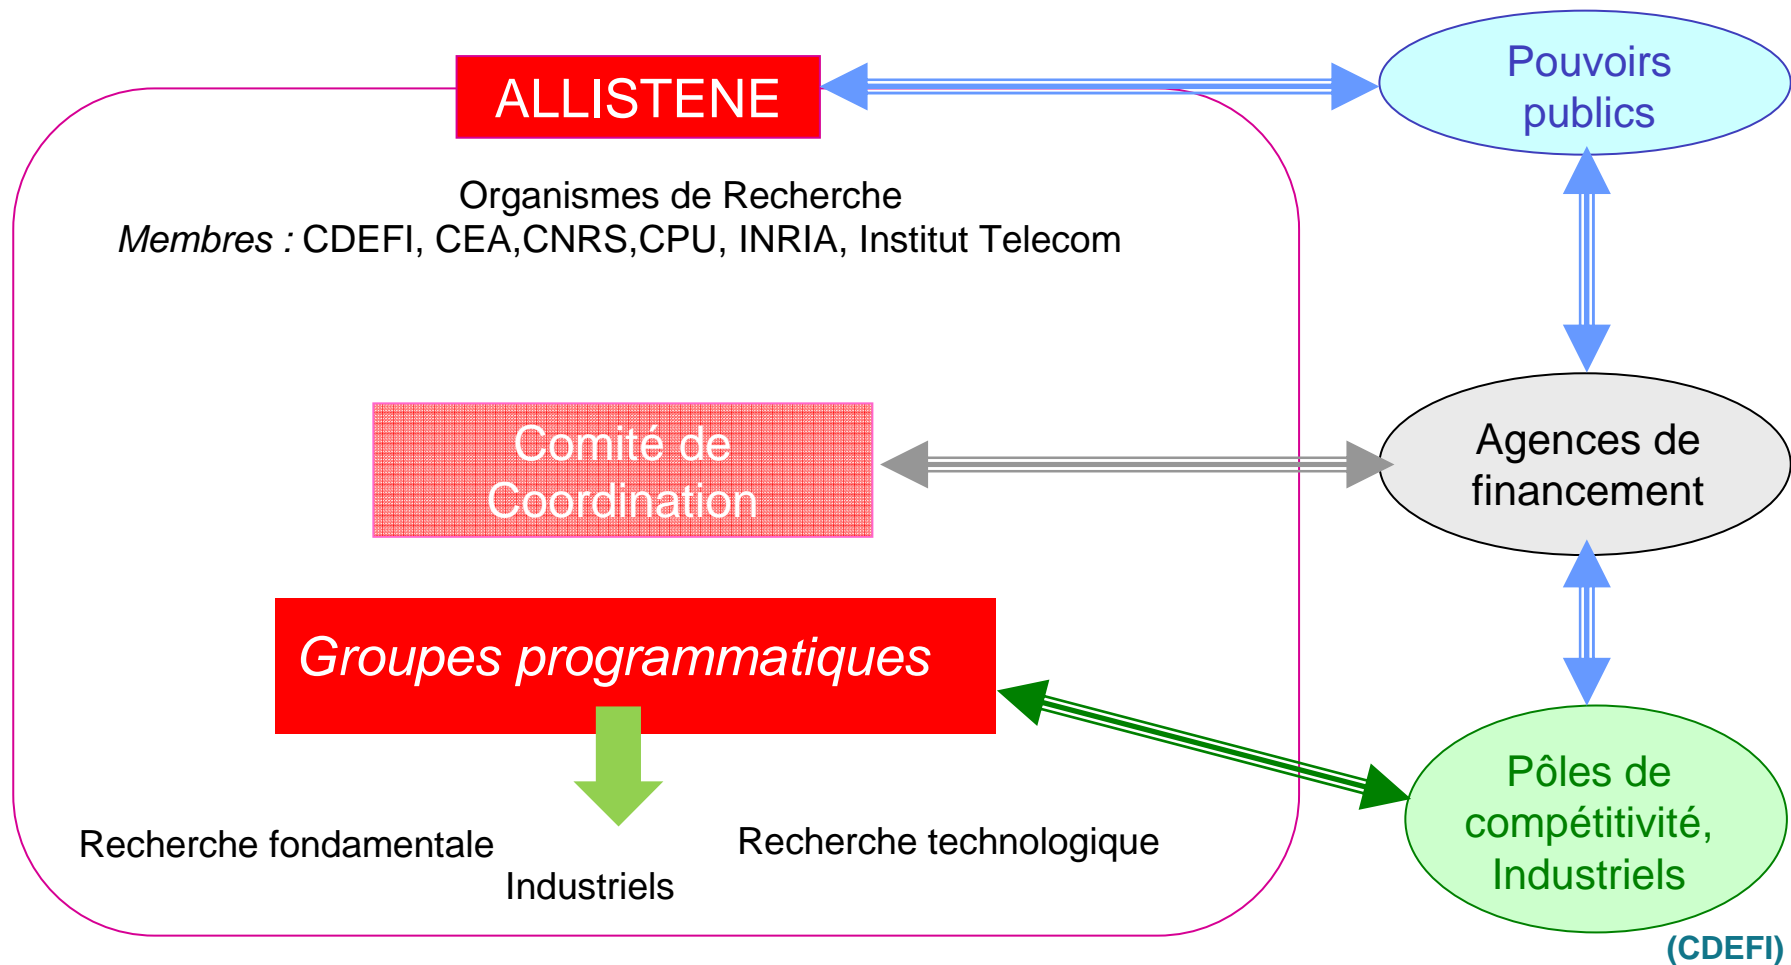 ALLISTENE
Pouvoirs
publics
Organismes de Recherche
Membres : CDEFI, CEA,CNRS,CPU, INRIA, Institut Telecom
Comité de
Coordination
Agences de
financement
Groupes programmatiques
Pôles de
compétitivité,
Industriels
Recherche fondamentale
Recherche technologique
Industriels
(CDEFI)